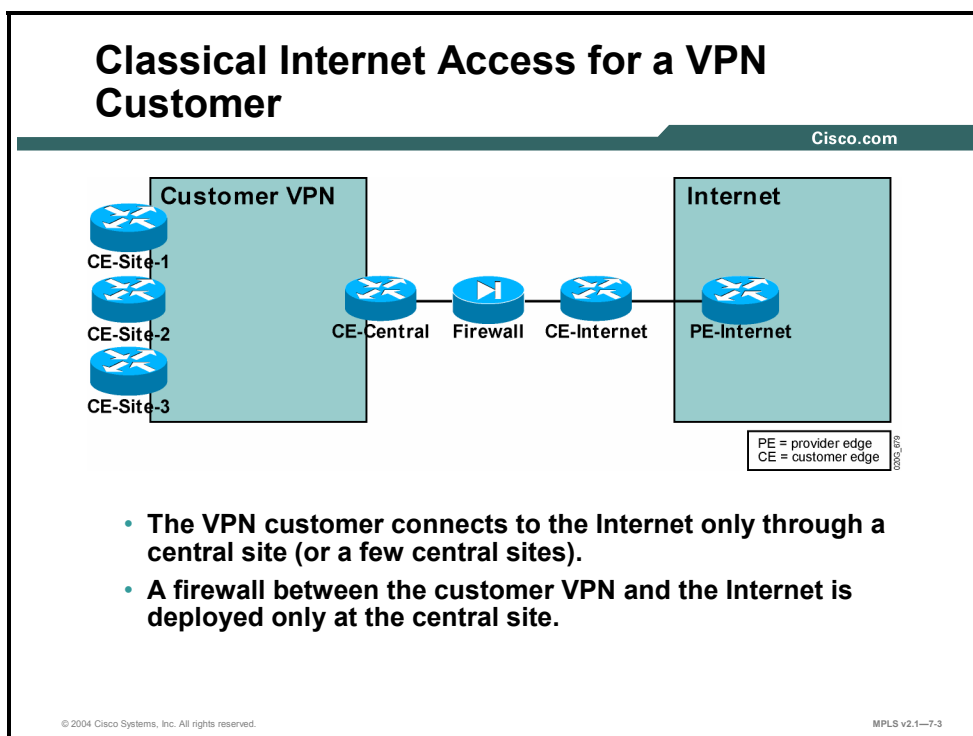 Classical Internet Access for a VPN
Customer
Cisco.com
Customer VPN
Internet
CE-Site-1
CE-Site-2
CE-Site-3
CE-Central
Firewall
CE-Internet
PE-Internet
PE = provider edge
CE = customer edge
020G_679
• The VPN customer connects to the Internet only through a
central site (or a few central sites).
• A firewall between the customer VPN and the Internet is
deployed only at the central site.
© 2004 Cisco Systems, Inc. All rights reserved.
MPLS v2.1—7-3